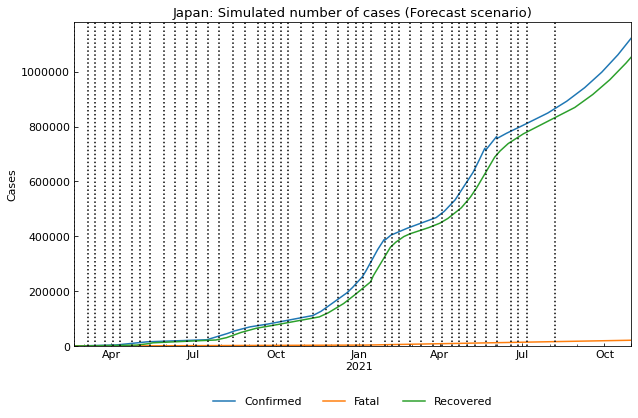 Japan: Simulated number of cases (Forecast scenario)
Cases
1000000
800000
600000
400000
200000
0
Apr Jul Oct Jan Apr Jul Oct
2021
Confirmed Fatal Recovered